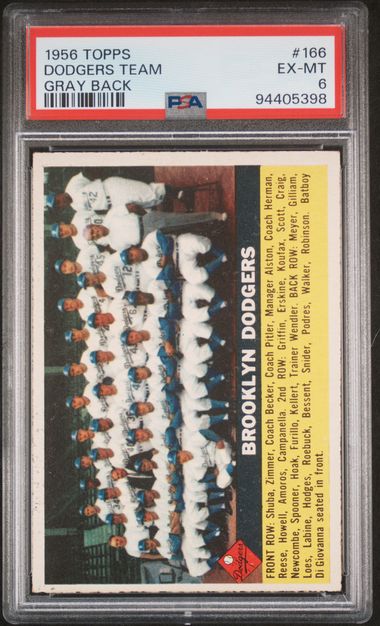 1956 TOPPS #166
DODGERS TEAM EX-MT
GRAY BACK 6
PSA 94405398
BROOKLYN DODGERS
Dodgers
FRONT ROW: Shuba, Zimmer, Coach Becker, Coach Pitler, Manager Alston, Coach Herman,
Reese, Howell, Amoros, Campanella. 2nd ROW: Griffin, Erskine, Koufax, Scott, Craig,
Newcombe, Spooner, Hoak, Furillo, Kellert, Trainer Wendler. BACK ROW: Meyer, Gilliam,
Loes, Labine, Hodges, Roebuck, Bessent, Snider, Podres, Walker, Robinson. Batboy
Di Giovanna seated in front.